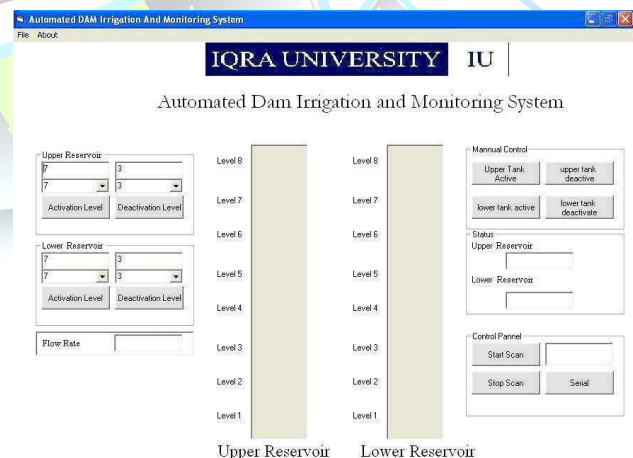 Automated DAM Irrigation And Monitoring System
File About
IQRA UNIVERSITY IU
Automated Dam Irrigation and Monitoring System
Upper Reservoir
7 3
7 3
Activation Level Deactivation Level
Lower Reservoir
7 3
7 3
Activation Level Deactivation Level
Flow Rate
Level 8
Level 7
Level 6
Level 5
Level 4
Level 3
Level 2
Level 1
Upper Reservoir
Level 8
Level 7
Level 6
Level 5
Level 4
Level 3
Level 2
Level 1
Lower Reservoir
Mannual Control
Upper Tank Active
upper tank deactive
lower tank active
lower tank deactivate
Status
Upper Reservoir
Lower Reservoir
Control Pannel
Start Scan
Stop Scan Serial